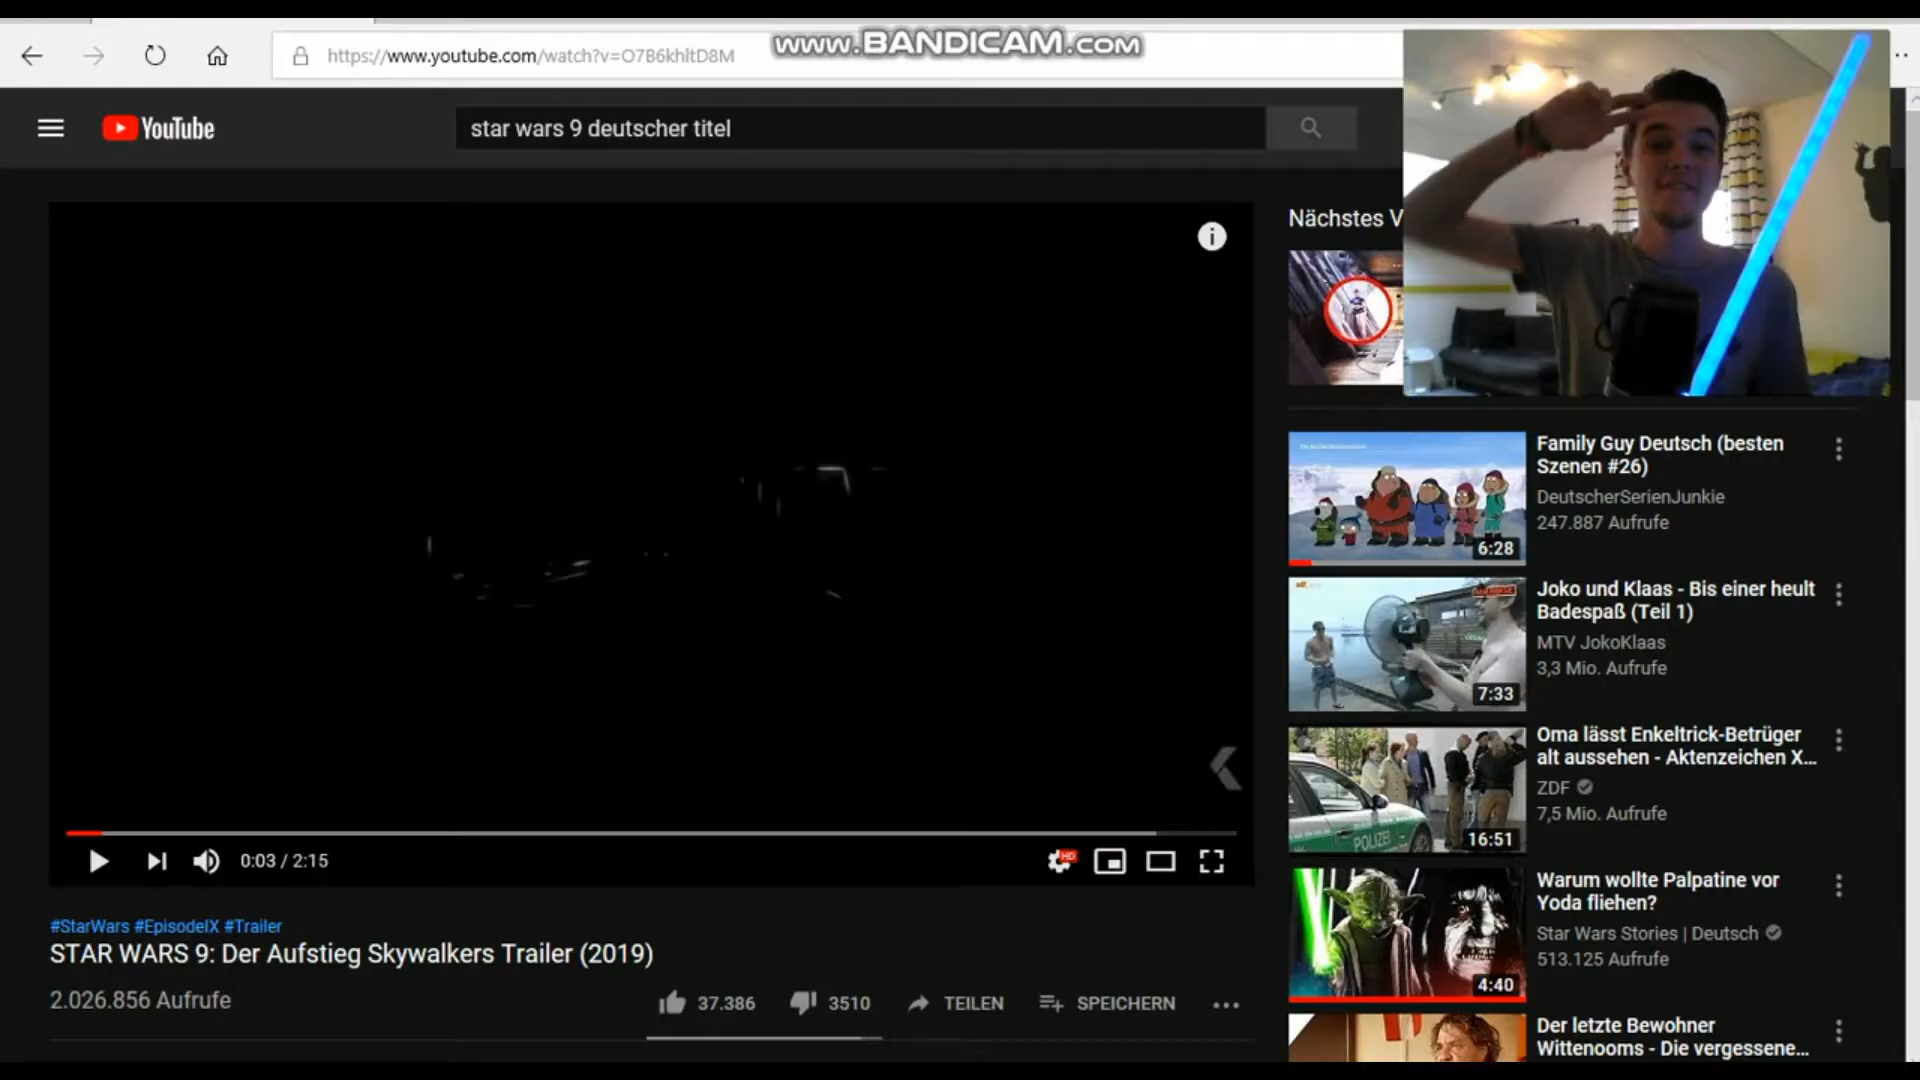 www.BANDICAM.com
https://www.youtube.com/watch?v=O7B6khltD8M
YouTube
star wars 9 deutscher titel
Nächstes V
0:03 / 2:15
HD
#StarWars #EpisodeIX #Trailer
STAR WARS 9: Der Aufstieg Skywalkers Trailer (2019)
2.026.856 Aufrufe
37.386
3510
TEILEN
SPEICHERN
Family Guy Deutsch (besten
Szenen #26)
DeutscherSerienJunkie
247.887 Aufrufe
6:28
Joko und Klaas - Bis einer heult
Badespaß (Teil 1)
MTV JokoKlaas
3,3 Mio. Aufrufe
7:33
Oma lässt Enkeltrick-Betrüger
alt aussehen - Aktenzeichen X...
ZDF
7,5 Mio. Aufrufe
POLIZEI
16:51
Warum wollte Palpatine vor
Yoda fliehen?
Star Wars Stories | Deutsch
513.125 Aufrufe
4:40
Der letzte Bewohner
Wittenooms - Die vergessene...